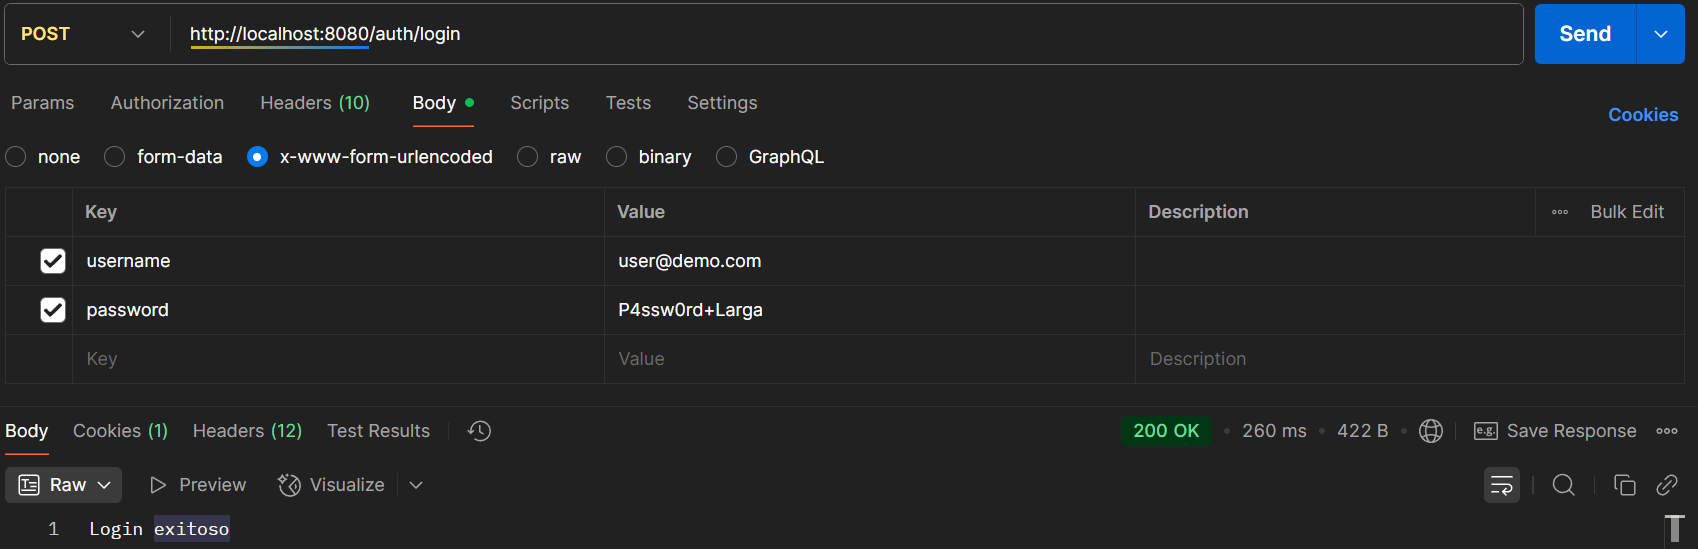 POST http://localhost:8080/auth/login Send
Params Authorization Headers (10) Body Scripts Tests Settings Cookies
none form-data x-www-form-urlencoded raw binary GraphQL
Key Value Description Bulk Edit
username user@demo.com
password P4ssw0rd+Larga
Key Value Description
Body Cookies (1) Headers (12) Test Results 200 OK 260 ms 422 B e.g. Save Response
Raw Preview Visualize
1 Login exitoso